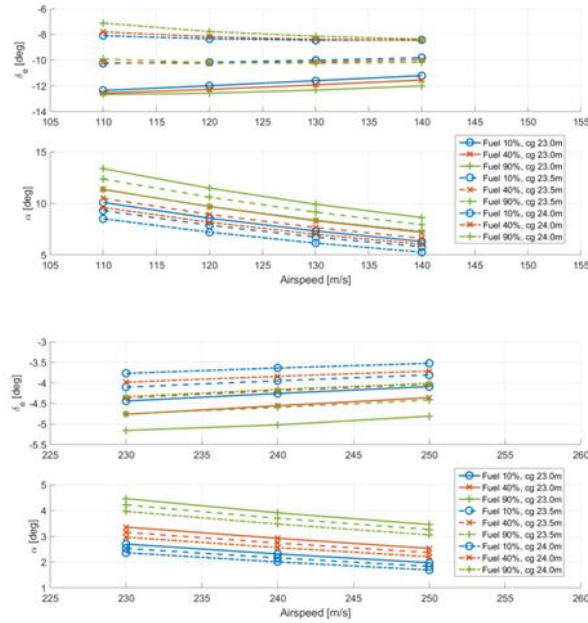 -6
-8
-10
-12
-14
δe [deg]
105 110 115 120 125 130 135 140 145 150 155
15
10
5
α [deg]
105 110 115 120 125 130 135 140 145 150 155
Airspeed [m/s]
Fuel 10%, cg 23.0m
Fuel 40%, cg 23.0m
Fuel 90%, cg 23.0m
Fuel 10%, cg 23.5m
Fuel 40%, cg 23.5m
Fuel 90%, cg 23.5m
Fuel 10%, cg 24.0m
Fuel 40%, cg 24.0m
Fuel 90%, cg 24.0m
-3
-3.5
-4
-4.5
-5
-5.5
δe [deg]
225 230 235 240 245 250 255 260
5
4
3
2
1
α [deg]
225 230 235 240 245 250 255 260
Airspeed [m/s]
Fuel 10%, cg 23.0m
Fuel 40%, cg 23.0m
Fuel 90%, cg 23.0m
Fuel 10%, cg 23.5m
Fuel 40%, cg 23.5m
Fuel 90%, cg 23.5m
Fuel 10%, cg 24.0m
Fuel 40%, cg 24.0m
Fuel 90%, cg 24.0m